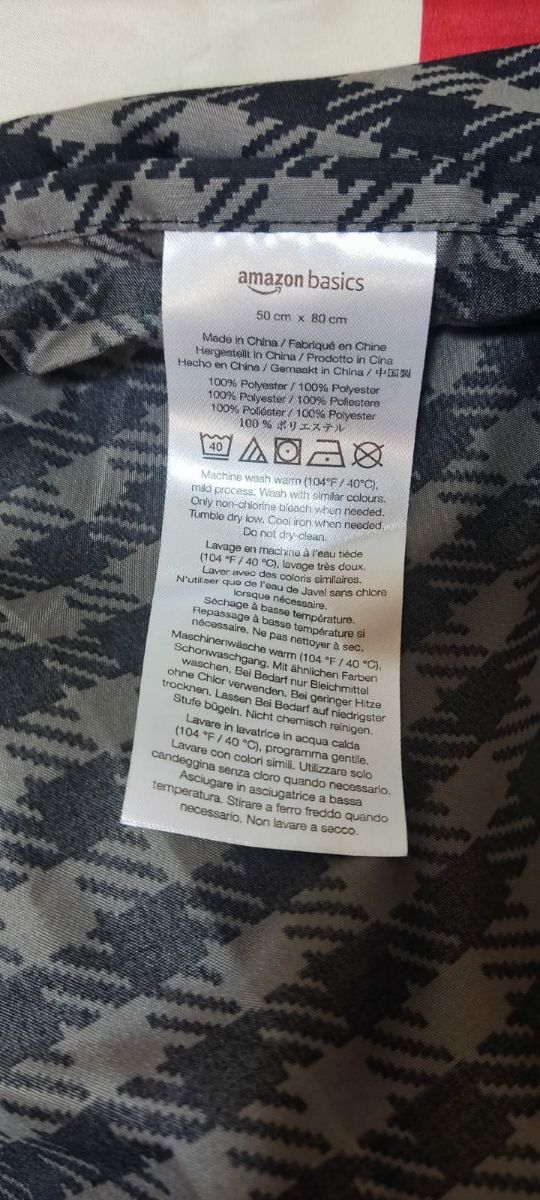 amazon basics
50 cm x 80 cm
Made in China / Fabriqué en Chine
Hergestellt in China / Prodotto in Cina
Hecho en China / Gemaakt in China / 中国製
100% Polyester / 100% Polyester
100% Polyester / 100% Poliestere
100% Poliéster / 100% Polyester
100 % ポリエステル
40
Machine wash warm (104°F / 40°C),
mild process. Wash with similar colours.
Only non-chlorine bleach when needed.
Tumble dry low. Cool iron when needed.
Do not dry-clean.
Lavage en machine à l'eau tiède
(104 °F / 40 °C), lavage très doux.
Laver avec des coloris similaires.
N'utiliser que de l'eau de Javel sans chlore
lorsque nécessaire.
Séchage à basse température.
Repassage à basse température si
nécessaire. Ne pas nettoyer à sec.
Maschinenwäsche warm (104 °F / 40 °C),
Schonwaschgang. Mit ähnlichen Farben
waschen. Bei Bedarf nur Bleichmittel
ohne Chlor verwenden. Bei geringer Hitze
trocknen. Lassen Bei Bedarf auf niedrigster
Stufe bügeln. Nicht chemisch reinigen.
Lavare in lavatrice in acqua calda
(104 °F / 40 °C), programma gentile.
Lavare con colori simili. Utilizzare solo
candeggina senza cloro quando necessario.
Asciugare in asciugatrice a bassa
temperatura. Stirare a ferro freddo quando
necessario. Non lavare a secco.